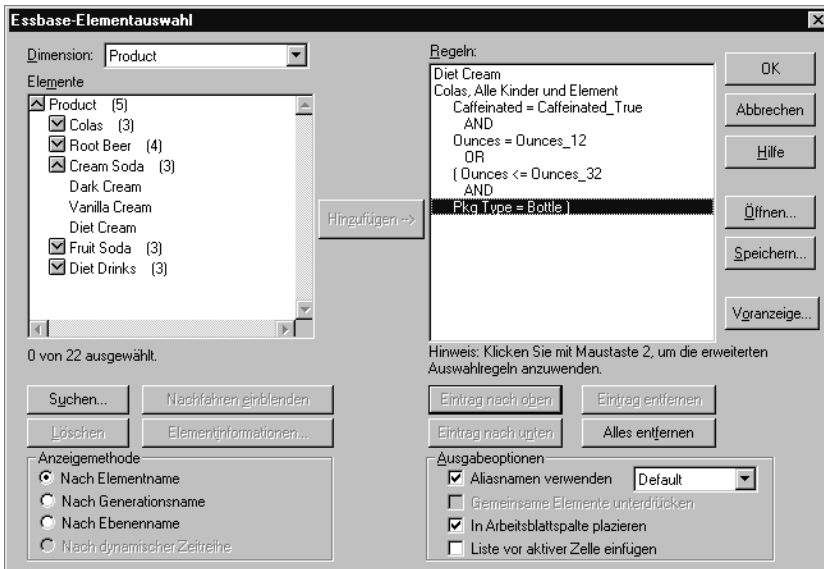 Essbase-Elementauswahl
Dimension: Product
Elemente
Product (5)
Colas (3)
Root Beer (4)
Cream Soda (3)
Dark Cream
Vanilla Cream
Diet Cream
Fruit Soda (3)
Diet Drinks (3)
0 von 22 ausgewählt.
Hinzufügen -->
Regeln:
Diet Cream
Colas, Alle Kinder und Element
Caffeinated = Caffeinated_True
AND
Ounces = Ounces_12
OR
( Ounces <= Ounces_32
AND
Pkg Type = Bottle )
Hinweis: Klicken Sie mit Maustaste 2, um die erweiterten
Auswahlregeln anzuwenden.
OK
Abbrechen
Hilfe
Öffnen...
Speichern...
Voranzeige...
Suchen... Nachfahren einblenden
Löschen Elementinformationen...
Eintrag nach oben Eintrag entfernen
Eintrag nach unten Alles entfernen
Anzeigemethode
Nach Elementname
Nach Generationsname
Nach Ebenenname
Nach dynamischer Zeitreihe
Ausgabeoptionen
Aliasnamen verwenden Default
Gemeinsame Elemente unterdrücken
In Arbeitsblattspalte plazieren
Liste vor aktiver Zelle einfügen